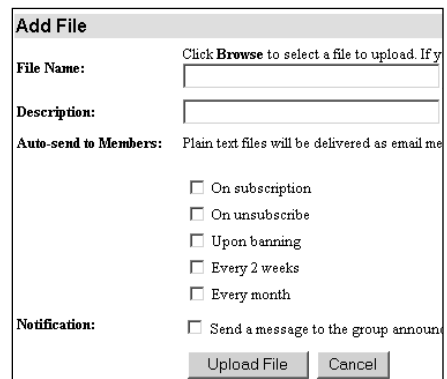 Add File
Click Browse to select a file to upload. If y
File Name:
Description:
Auto-send to Members: Plain text files will be delivered as email me
On subscription
On unsubscribe
Upon banning
Every 2 weeks
Every month
Notification: Send a message to the group announ
Upload File Cancel